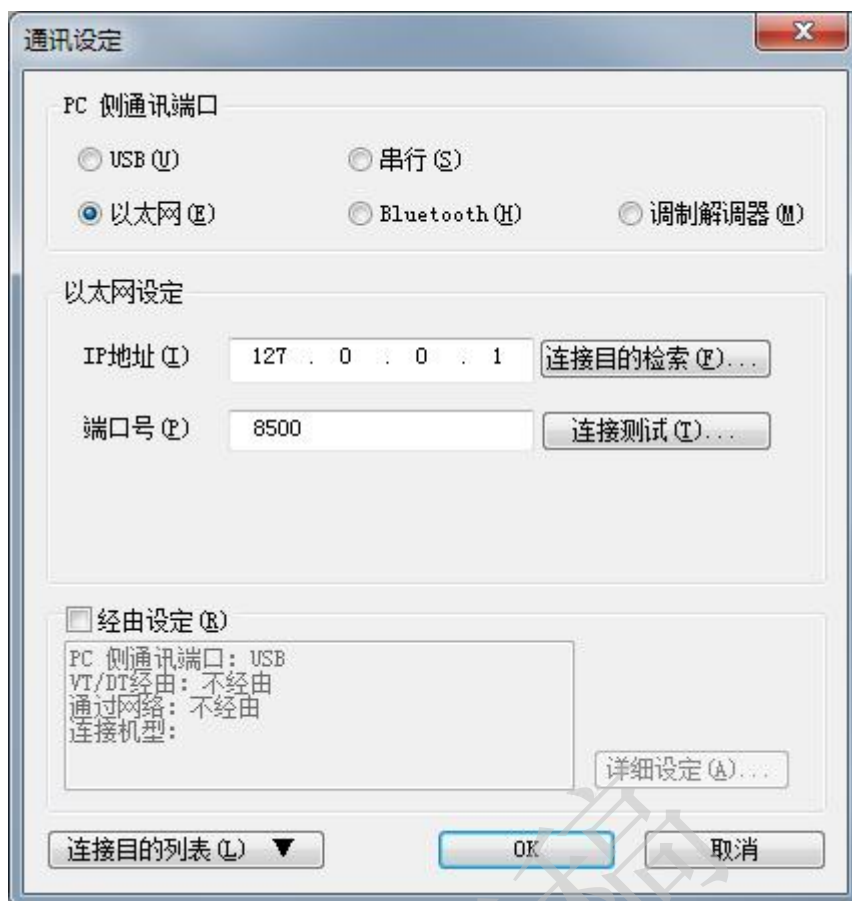 通讯设定
PC 侧通讯端口
USB(U) 串行(S)
以太网(E) Bluetooth(H) 调制解调器(M)
以太网设定
IP地址(I) 127 . 0 . 0 . 1 连接目的检索(F)...
端口号(P) 8500 连接测试(T)...
经由设定(R)
PC 侧通讯端口: USB
VT/DT经由: 不经由
通过网络: 不经由
连接机型:
详细设定(A)...
连接目的列表(L) ▼ OK 取消